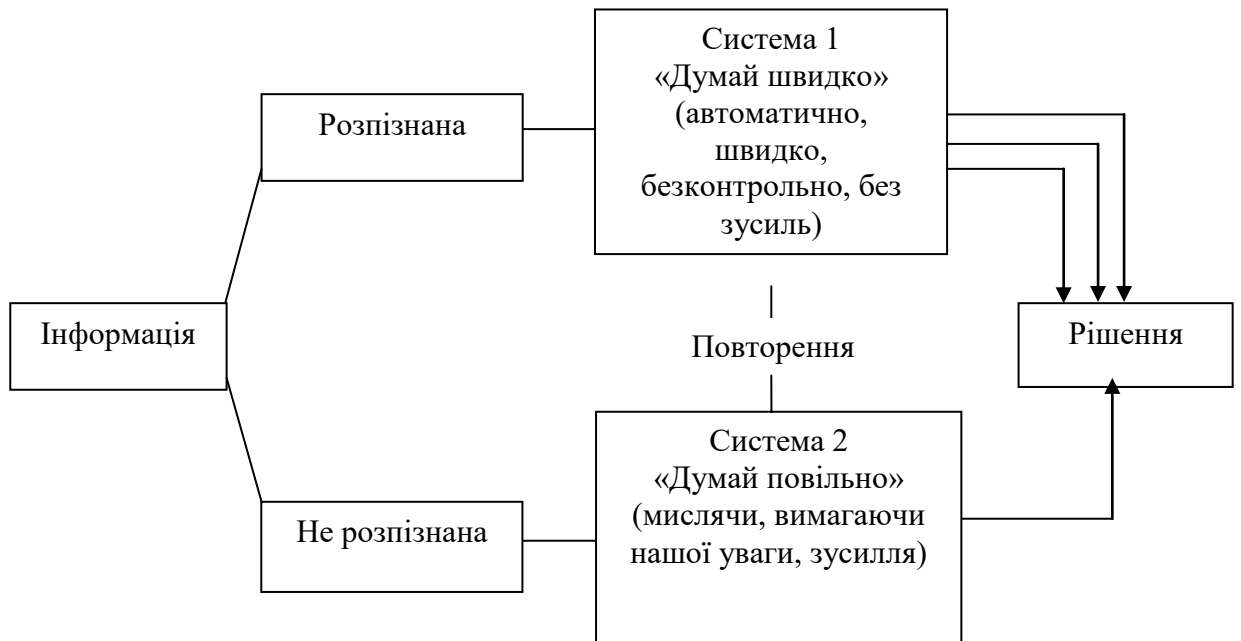 Система 1
«Думай швидко»
(автоматично,
швидко,
безконтрольно, без
зусиль)
Розпізнана
Інформація
Повторення
Рішення
Система 2
«Думай повільно»
(мислячи, вимагаючи
нашої уваги, зусилля)
Не розпізнана